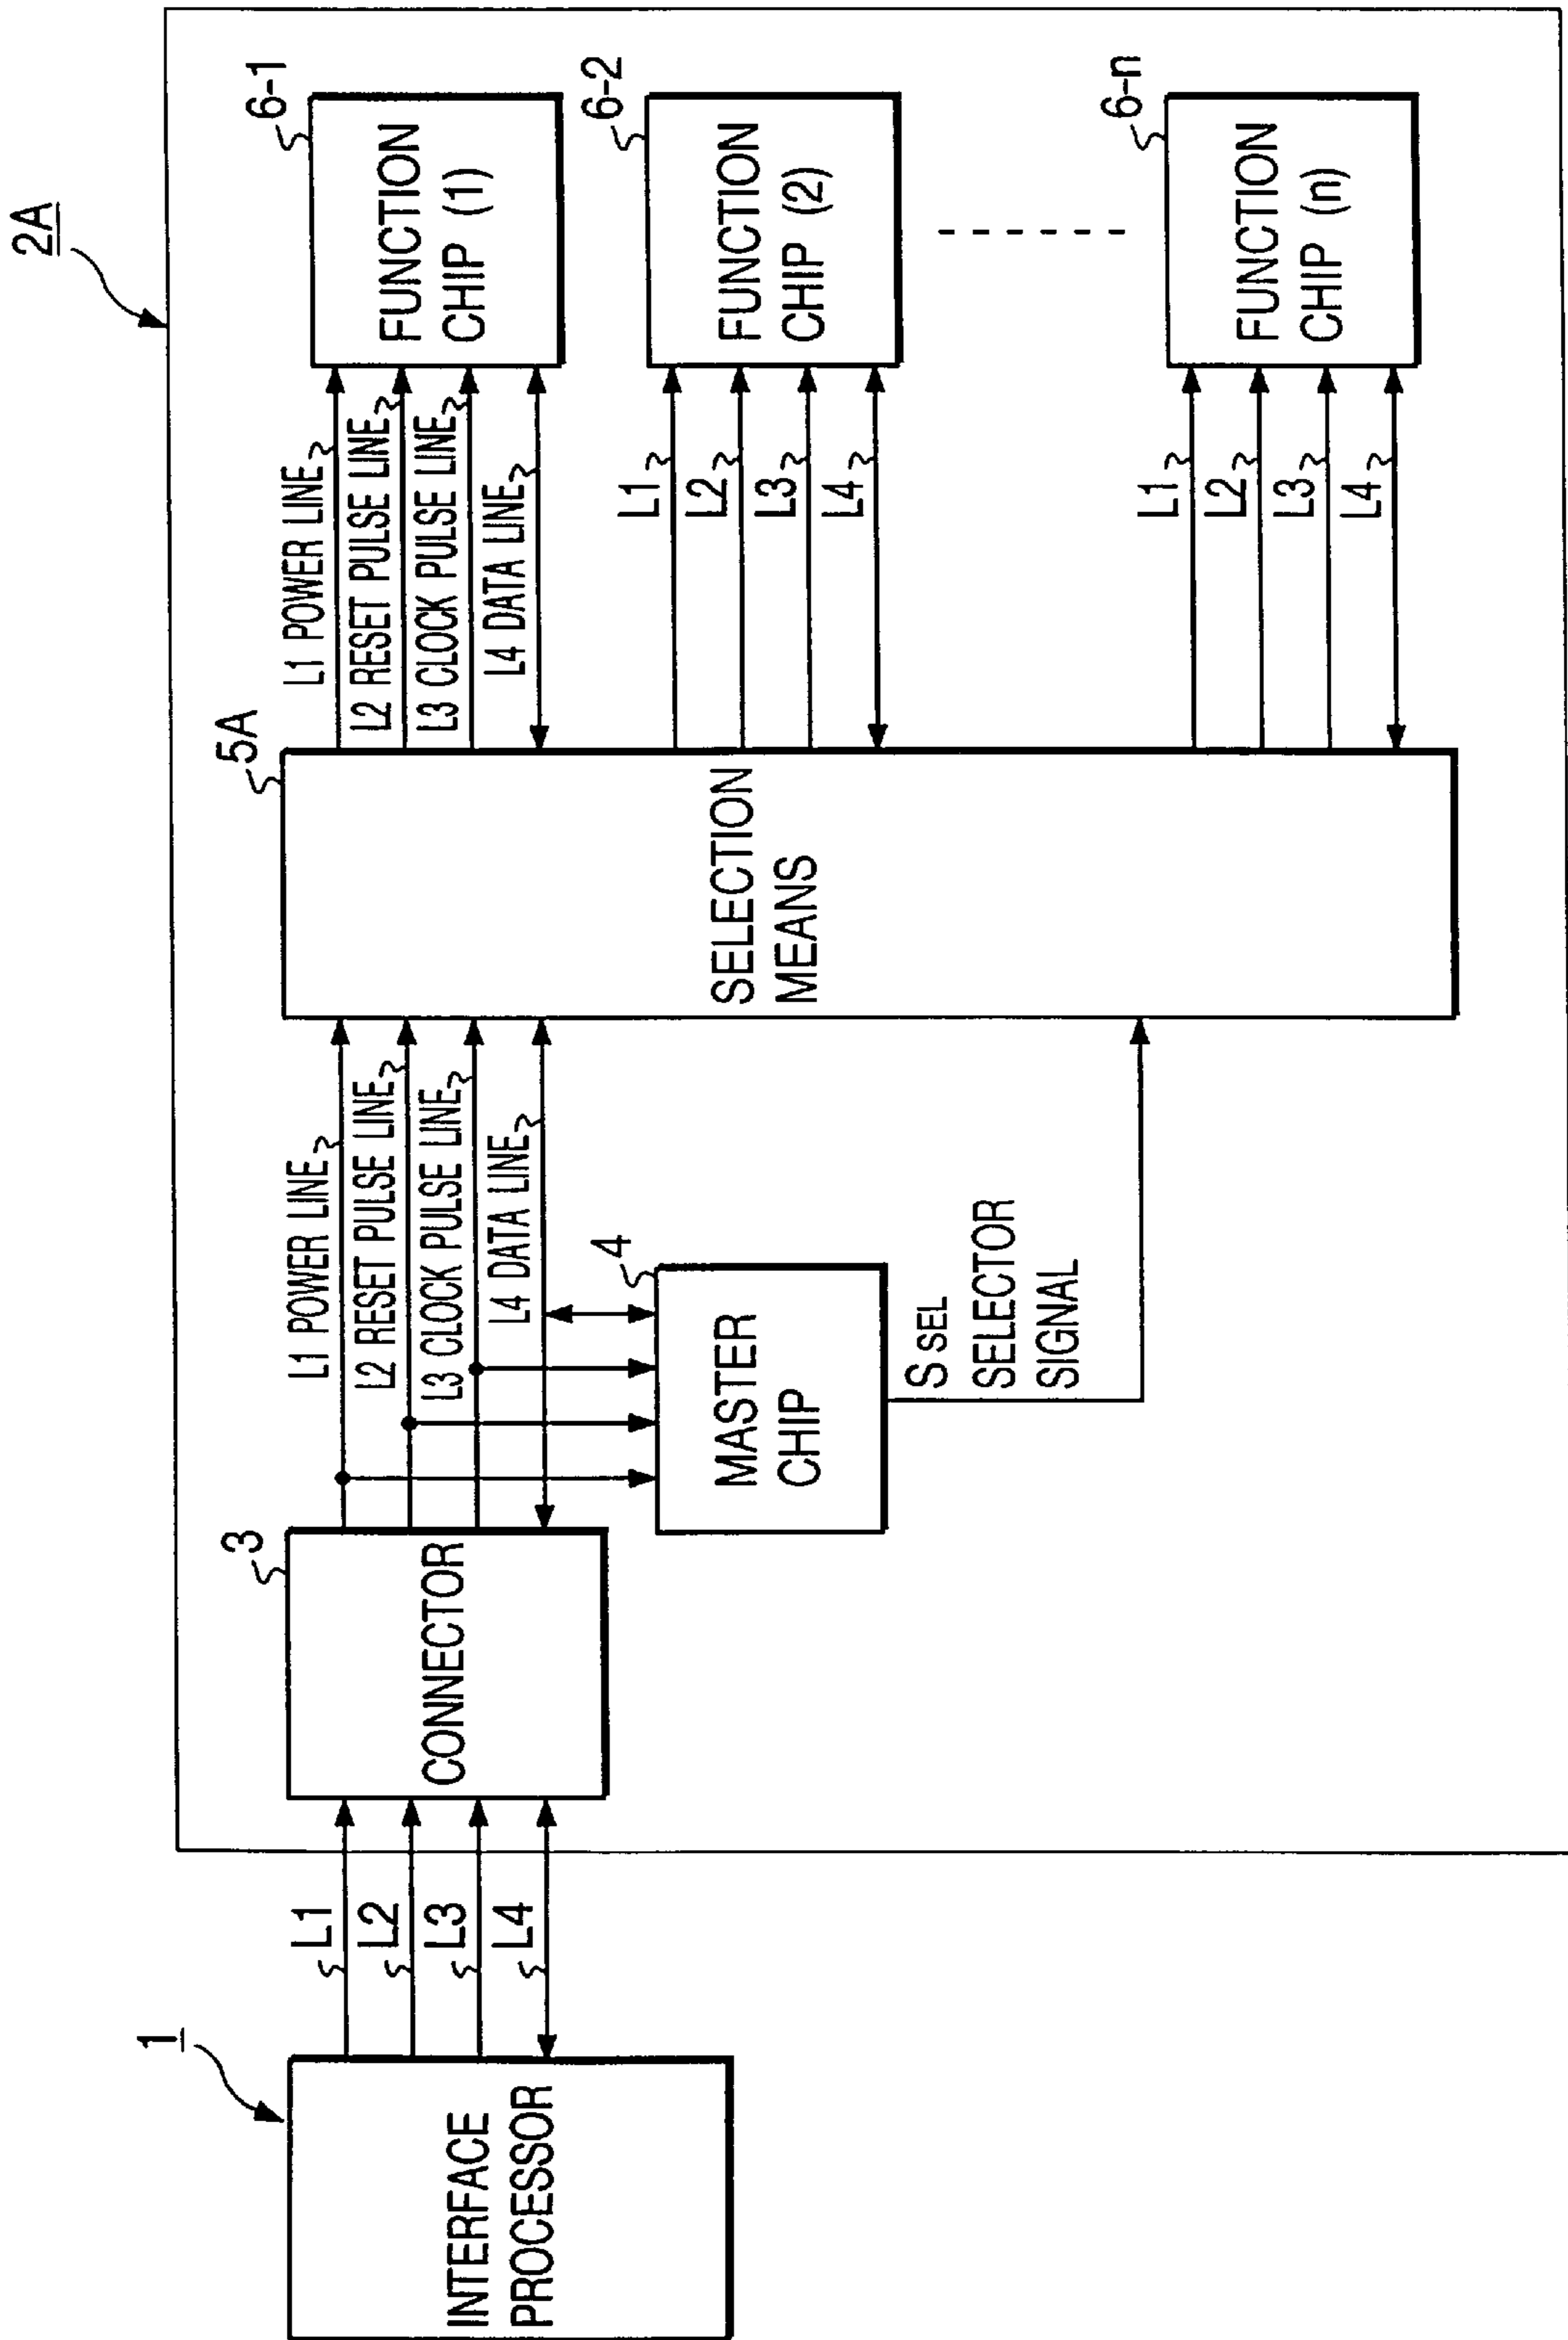 2A
1
INTERFACE
PROCESSOR
L1
L2
L3
L4
3
CONNECTOR
L1 POWER LINE
L2 RESET PULSE LINE
L3 CLOCK PULSE LINE
L4 DATA LINE
4
MASTER
CHIP
S SEL
SELECTOR
SIGNAL
5A
SELECTION
MEANS
L1 POWER LINE
L2 RESET PULSE LINE
L3 CLOCK PULSE LINE
L4 DATA LINE
6-1
FUNCTION
CHIP (1)
L1
L2
L3
L4
6-2
FUNCTION
CHIP (2)
L1
L2
L3
L4
6-n
FUNCTION
CHIP (n)